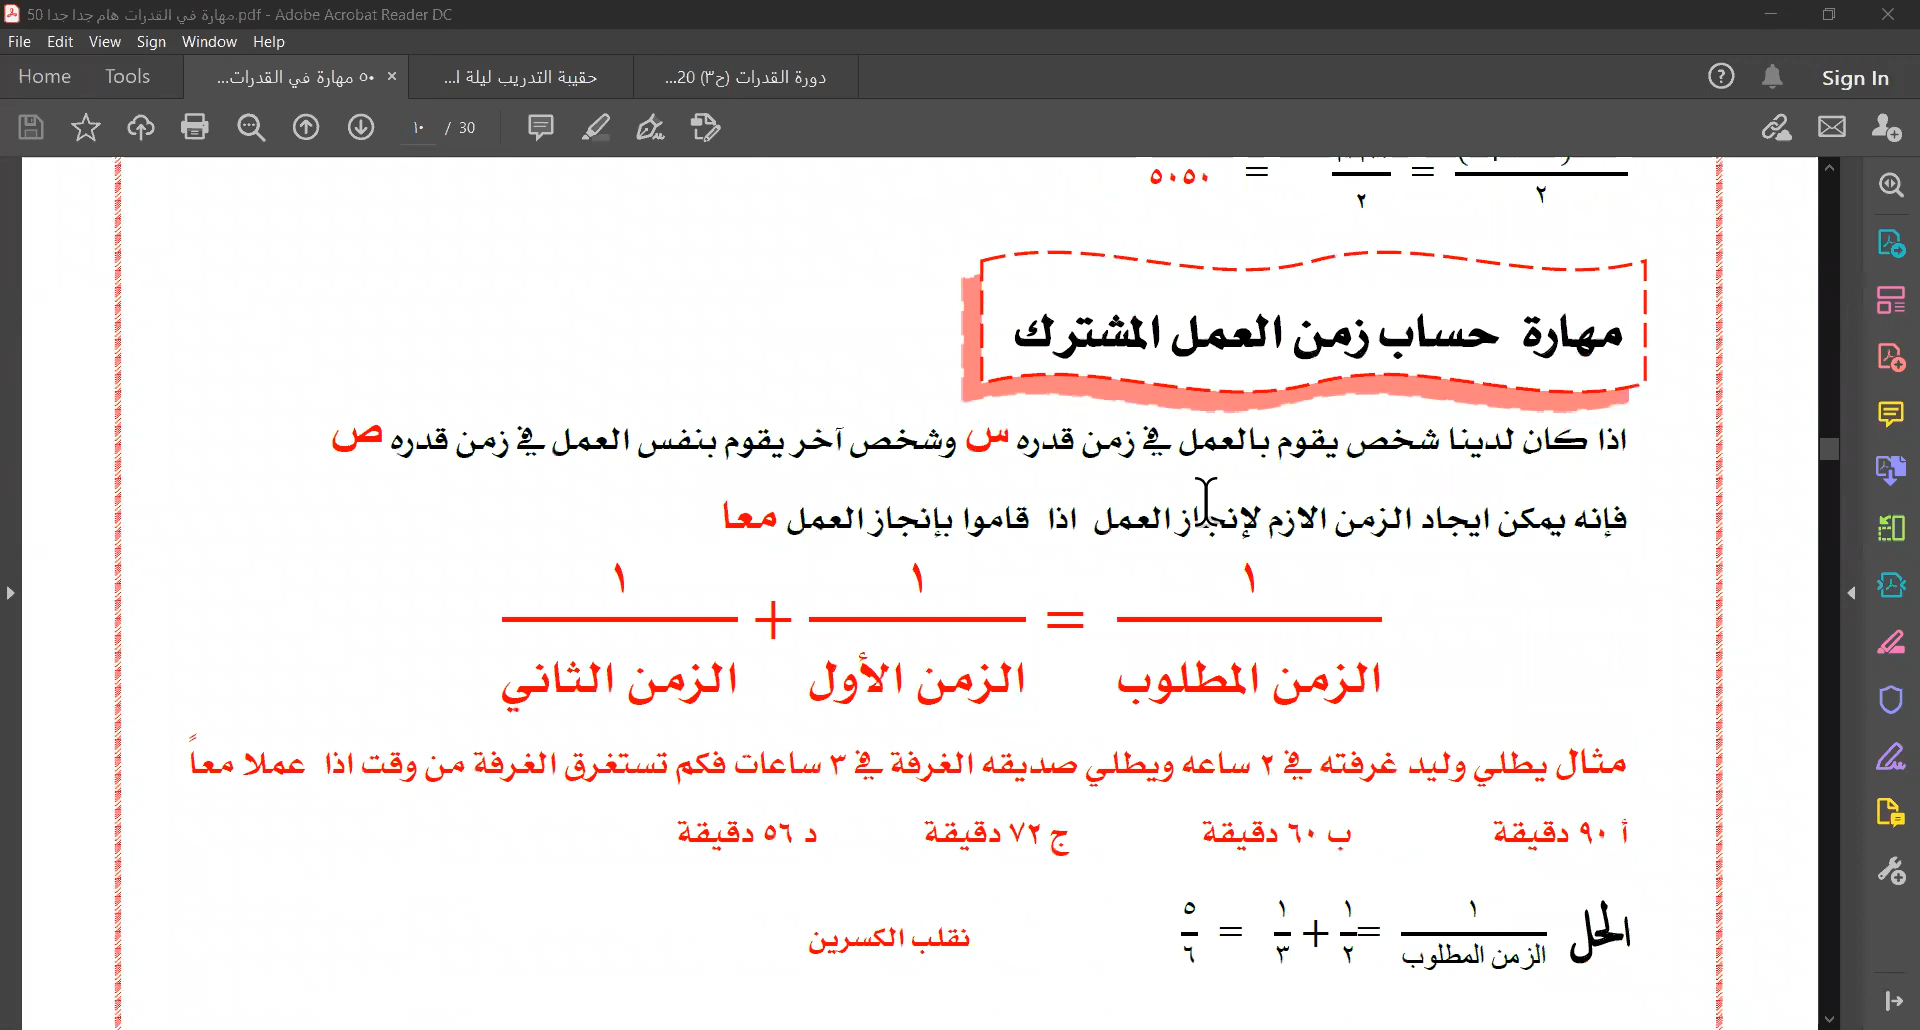 50 مهارة في القدرات هام جدا جدا.pdf - Adobe Acrobat Reader DC
File Edit View Sign Window Help
Home Tools ٥٠ مهارة في القدرات... × حقيبة التدريب ليلة ا... دورة القدرات (ح٣) 20... Sign In
١٠ / 30
٢ = ٢ = ٥٠٥٠
مهارة حساب زمن العمل المشترك
اذا كان لدينا شخص يقوم بالعمل في زمن قدره س وشخص آخر يقوم بنفس العمل في زمن قدره ص
فإنه يمكن ايجاد الزمن الازم لإنجاز العمل اذا قاموا بإنجاز العمل معا
١ = ١ + ١
الزمن المطلوب الزمن الأول الزمن الثاني
مثال يطلي وليد غرفته في ٢ ساعه ويطلي صديقه الغرفة في ٣ ساعات فكم تستغرق الغرفة من وقت اذا عملا معاً
أ ٩٠ دقيقة ب ٦٠ دقيقة ج ٧٢ دقيقة د ٥٦ دقيقة
الحل ١/الزمن المطلوب = ١/٢ + ١/٣ = ٥/٦ نقلب الكسرين